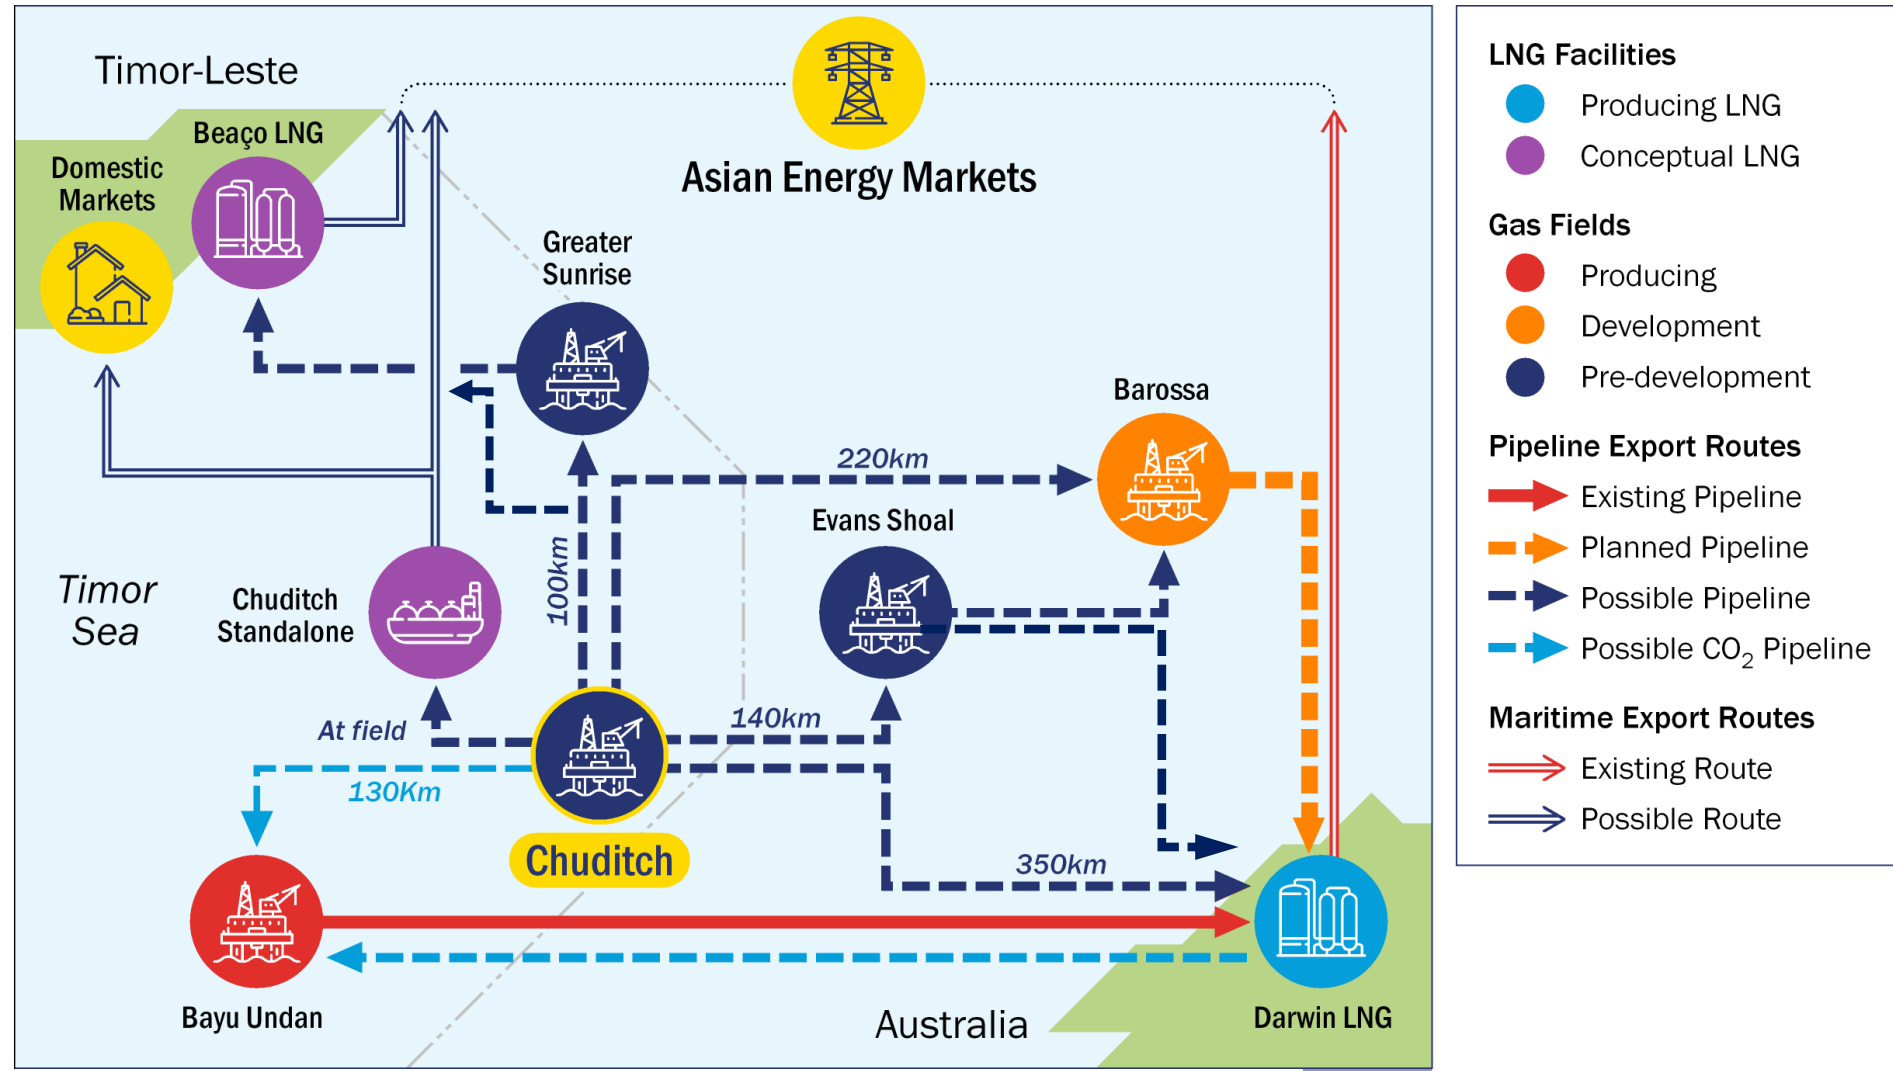 Timor-Leste
Beaço LNG
Domestic
Markets
Asian Energy Markets
Greater
Sunrise
Barossa
220km
Evans Shoal
100km
Timor
Sea
Chuditch
Standalone
At field
140km
130Km
Chuditch
350km
Bayu Undan
Australia
Darwin LNG
LNG Facilities
Producing LNG
Conceptual LNG
Gas Fields
Producing
Development
Pre-development
Pipeline Export Routes
Existing Pipeline
Planned Pipeline
Possible Pipeline
Possible CO2 Pipeline
Maritime Export Routes
Existing Route
Possible Route